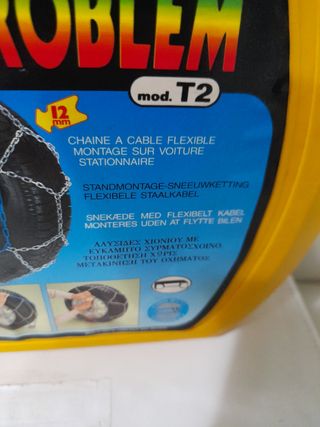 ROBLEM
mod. T2
12
mm
CHAINE A CABLE FLEXIBLE
MONTAGE SUR VOITURE
STATIONNAIRE
STANDMONTAGE-SNEEUWKETTING
FLEXIBELE STAALKABEL
SNEKÆDE MED FLEXIBELT KABEL
MONTERES UDEN AT FLYTTE BILEN
ΑΛΥΣΙΔΕΣ ΧΙΟΝΙΟΥ ΜΕ
ΕΥΚΑΜΠΤΟ ΣΥΡΜΑΤΟΣΧΟΙΝΟ
ΤΟΠΟΘΕΤΗΣΗ ΧΩΡΙΣ
ΜΕΤΑΚΙΝΗΣΗ ΤΟΥ ΟΧΗΜΑΤΟΣ